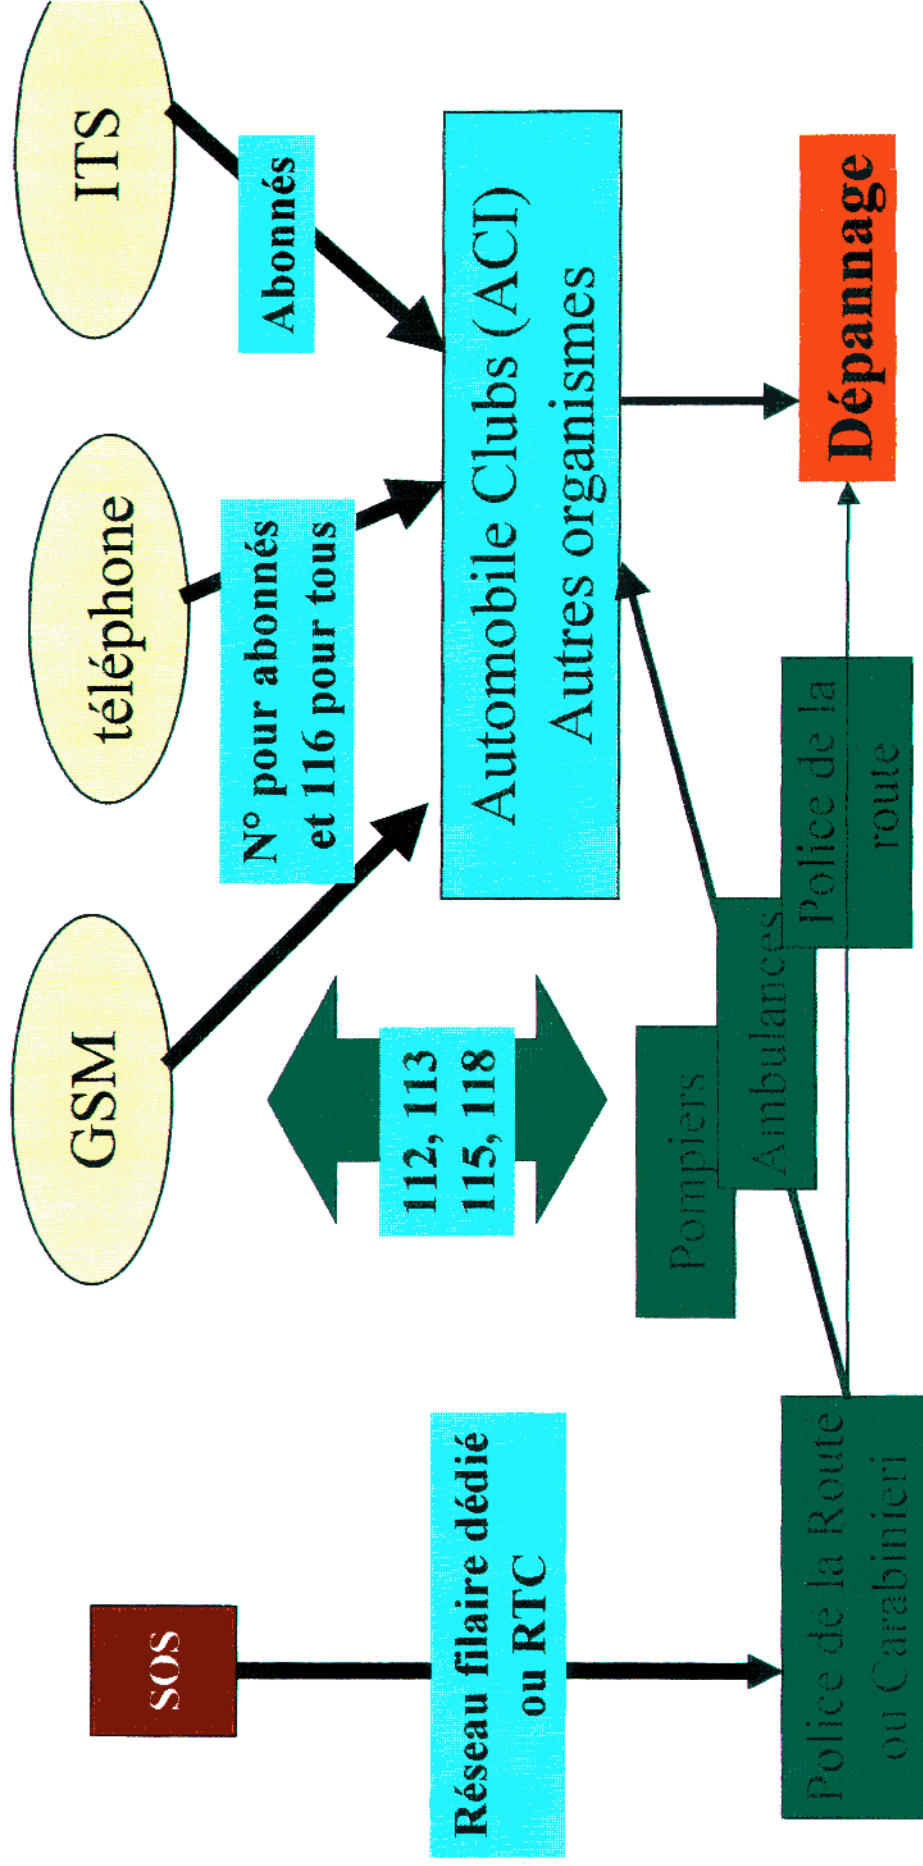 SOS
GSM
téléphone
ITS
Réseau filaire dédié
ou RTC
112, 113
115, 118
N° pour abonnés
et 116 pour tous
Abonnés
Automobile Clubs (ACI)
Autres organismes
Pompiers
Ambulances
Police de la
route
Police de la Route
ou Carabinieri
Dépannage